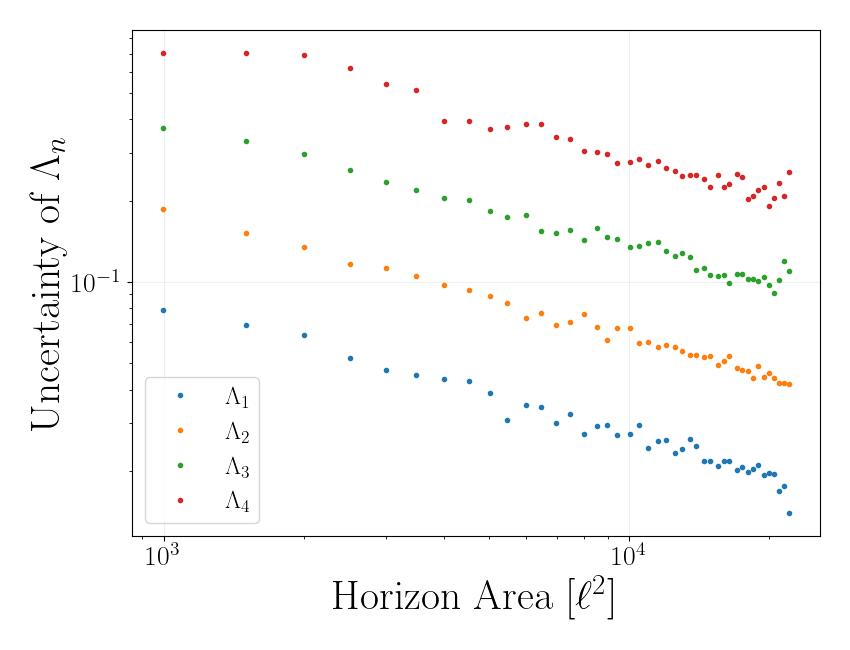 Uncertainty of Λₙ
10⁻¹
Λ₁
Λ₂
Λ₃
Λ₄
10³
10⁴
Horizon Area [ℓ²]